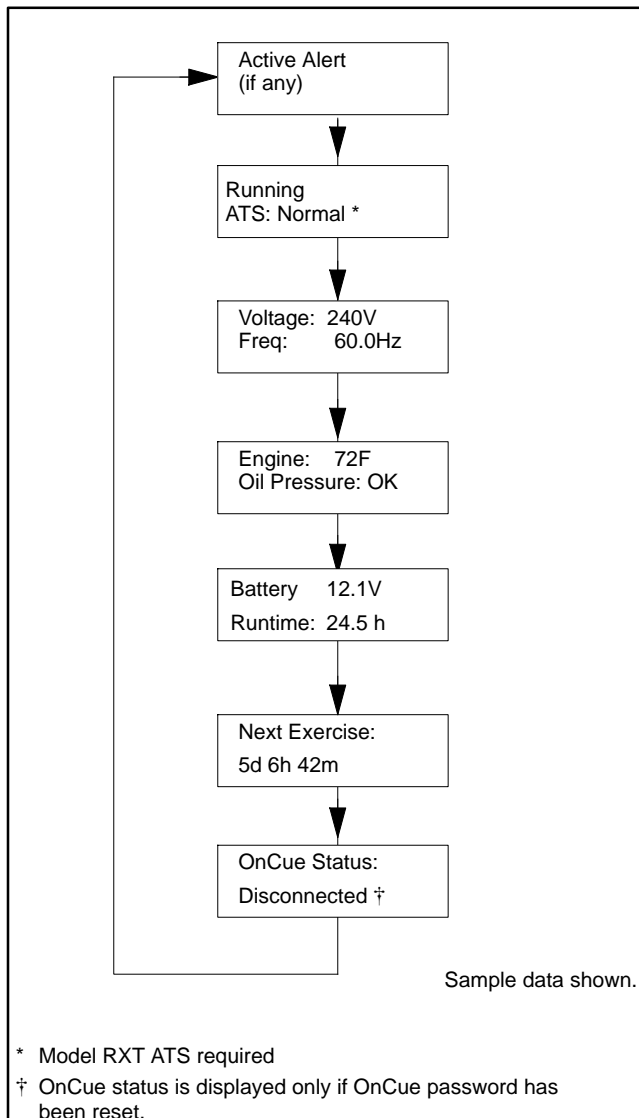 Active Alert
(if any)
Running
ATS: Normal *
Voltage: 240V
Freq: 60.0Hz
Engine: 72F
Oil Pressure: OK
Battery 12.1V
Runtime: 24.5 h
Next Exercise:
5d 6h 42m
OnCue Status:
Disconnected †
Sample data shown.
* Model RXT ATS required
† OnCue status is displayed only if OnCue password has
been reset.